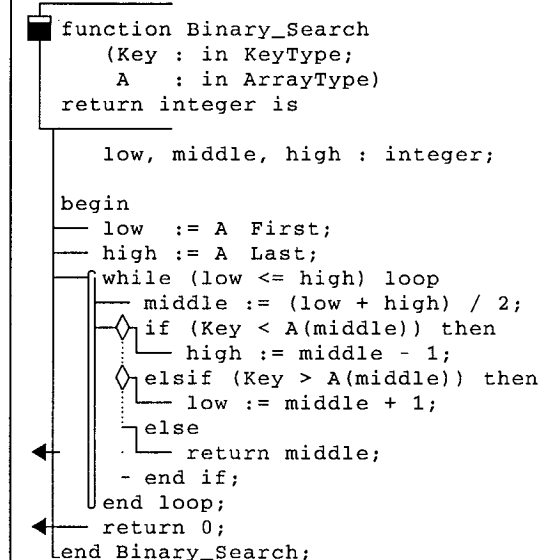 function Binary_Search
(Key : in KeyType;
A : in ArrayType)
return integer is
low, middle, high : integer;
begin
low := A First;
high := A Last;
while (low <= high) loop
middle := (low + high) / 2;
if (Key < A(middle)) then
high := middle - 1;
elsif (Key > A(middle)) then
low := middle + 1;
else
return middle;
end if;
end loop;
return 0;
end Binary_Search;